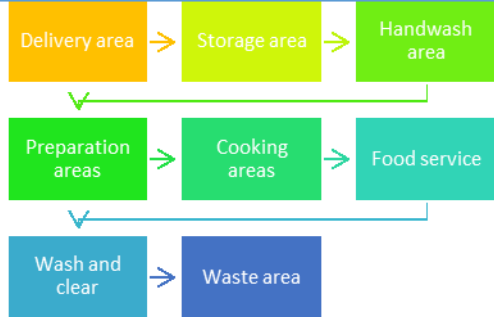 Delivery area
Storage area
Handwash
area
Preparation
areas
Cooking
areas
Food service
Wash and
clear
Waste area